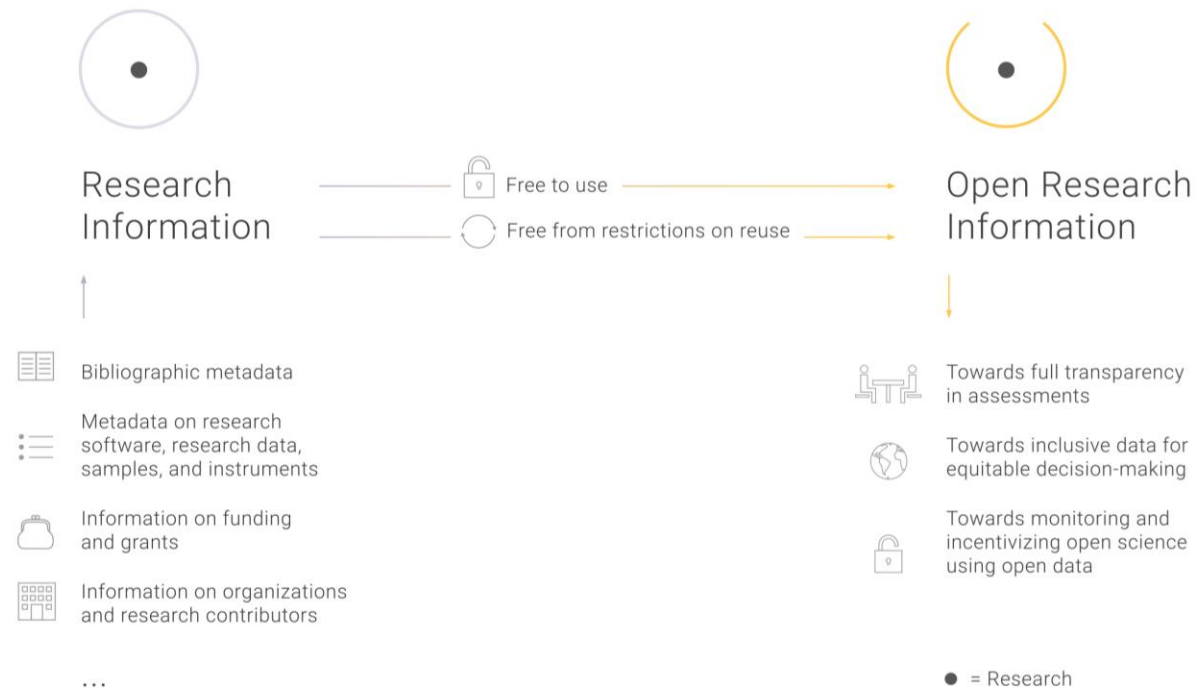 Research
Information
Free to use
Free from restrictions on reuse
Open Research
Information
Bibliographic metadata
Metadata on research
software, research data,
samples, and instruments
Information on funding
and grants
Information on organizations
and research contributors
...
Towards full transparency
in assessments
Towards inclusive data for
equitable decision-making
Towards monitoring and
incentivizing open science
using open data
= Research